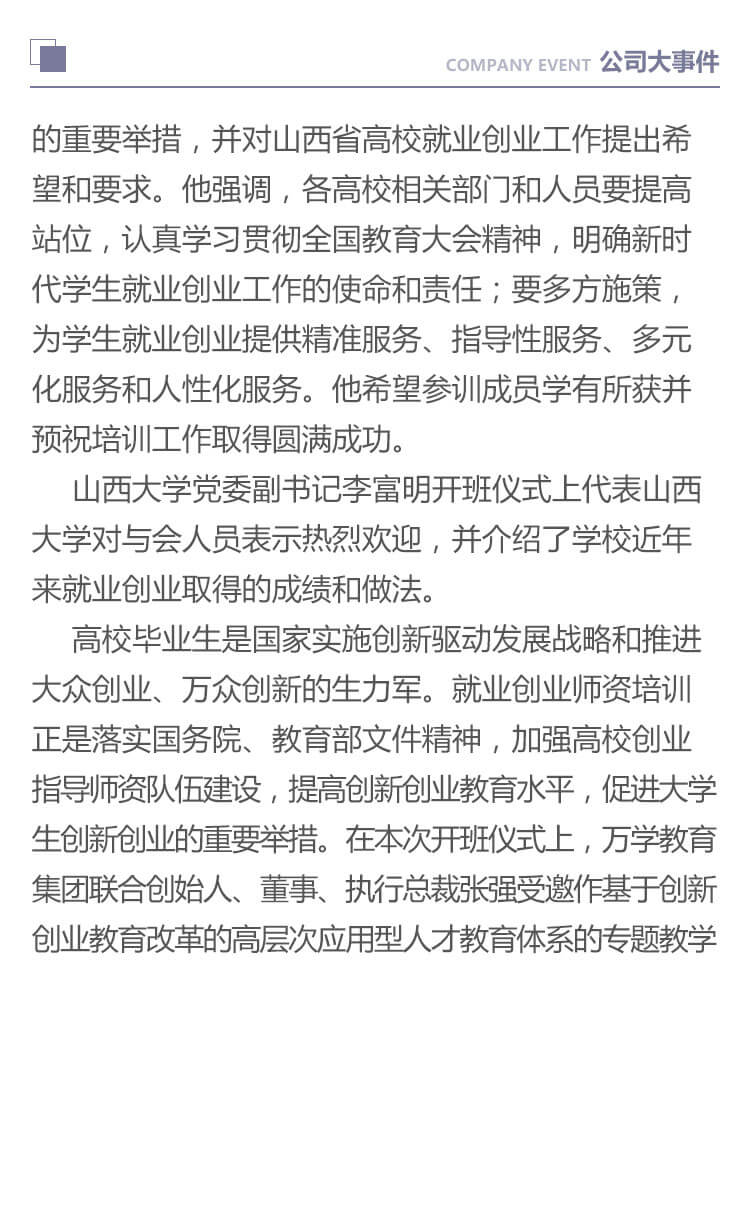 COMPANY EVENT 公司大事件
的重要举措，并对山西省高校就业创业工作提出希
望和要求。他强调，各高校相关部门和人员要提高
站位，认真学习贯彻全国教育大会精神，明确新时
代学生就业创业工作的使命和责任；要多方施策，
为学生就业创业提供精准服务、指导性服务、多元
化服务和人性化服务。他希望参训成员学有所获并
预祝培训工作取得圆满成功。
山西大学党委副书记李富明开班仪式上代表山西
大学对与会人员表示热烈欢迎，并介绍了学校近年
来就业创业取得的成绩和做法。
高校毕业生是国家实施创新驱动发展战略和推进
大众创业、万众创新的生力军。就业创业师资培训
正是落实国务院、教育部文件精神，加强高校创业
指导师资队伍建设，提高创新创业教育水平，促进大学
生创新创业的重要举措。在本次开班仪式上，万学教育
集团联合创始人、董事、执行总裁张强受邀作基于创新
创业教育改革的高层次应用型人才教育体系的专题教学